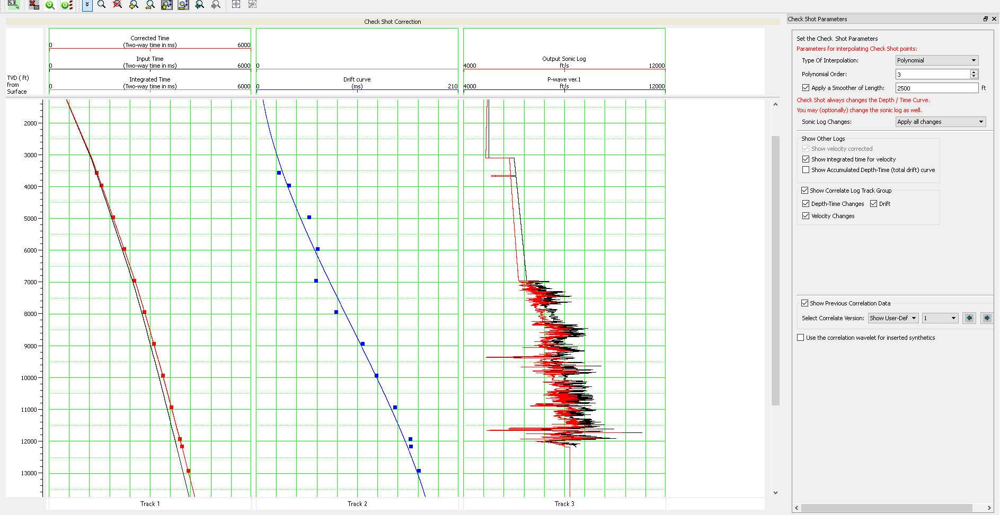 Check Shot Correction
Check Shot Parameters
Corrected Time
(Two-way time in ms)
0 6000
Input Time
(Two-way time in ms)
0 6000
Integrated Time
(Two-way time in ms)
0 6000
0
Drift curve
(ms)
0 210
Output Sonic Log
ft/s
4000 12000
P-wave ver.1
ft/s
4000 12000
TVD ( ft)
from
Surface
2000
3000
4000
5000
6000
7000
8000
9000
10000
11000
12000
13000
Track 1
Track 2
Track 3
Set the Check Shot Parameters
Parameters for interpolating Check Shot points:
Type Of Interpolation: Polynomial
Polynomial Order: 3
Apply a Smoother of Length: 2500 ft
Check Shot always changes the Depth / Time Curve.
You may (optionally) change the sonic log as well.
Sonic Log Changes: Apply all changes
Show Other Logs
Show velocity corrected
Show integrated time for velocity
Show Accumulated Depth-Time (total drift) curve
Show Correlate Log Track Group
Depth-Time Changes Drift
Velocity Changes
Show Previous Correlation Data
Select Correlate Version: Show User-Def 1
Use the correlation wavelet for inserted synthetics